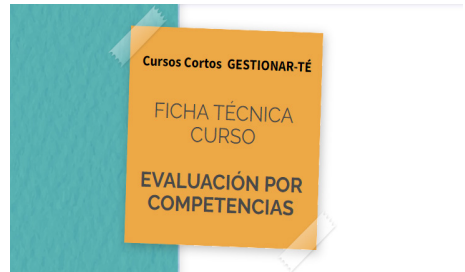 Cursos Cortos GESTIONAR-TÉ
FICHA TÉCNICA
CURSO
EVALUACIÓN POR
COMPETENCIAS